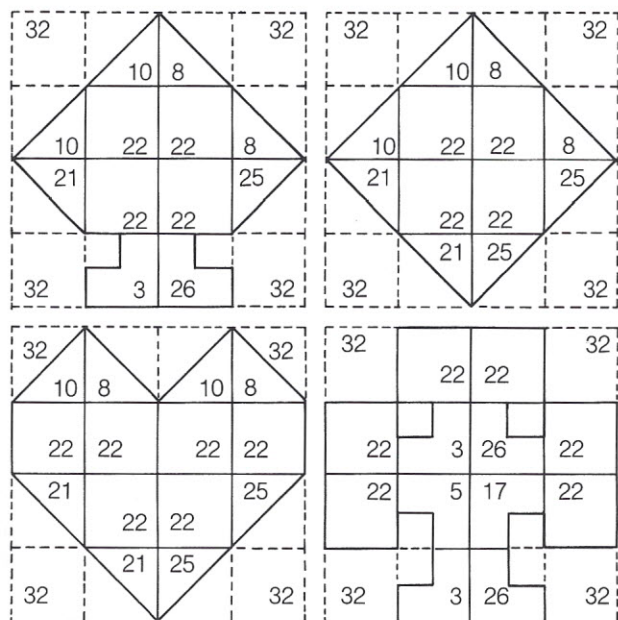 32 32 32 32
10 8 10 8
10 22 22 8 10 22 22 8
21 25 21 25
22 22 22 22
21 25
32 3 26 32 32 32
32 32
10 8 10 8 32 22 22 32
22 22 22 22 22 3 26 22
21 25 22 5 17 22
22 22
21 25
32 32 32 3 26 32